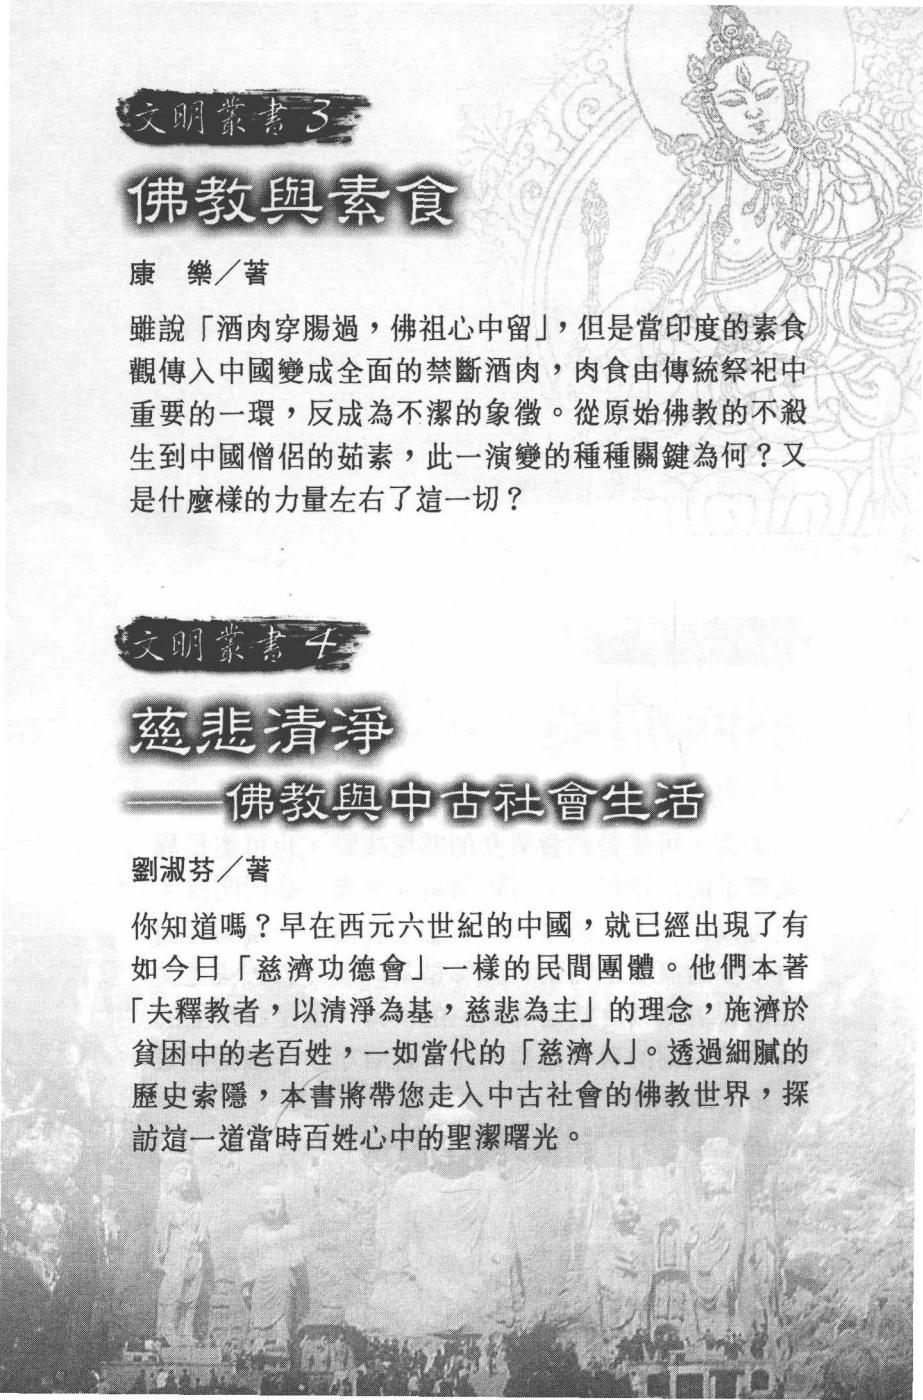 文明叢書3
佛教與素食
康　樂／著
雖說「酒肉穿腸過，佛祖心中留」，但是當印度的素食
觀傳入中國變成全面的禁斷酒肉，肉食由傳統祭祀中
重要的一環，反成為不潔的象徵。從原始佛教的不殺
生到中國僧侶的茹素，此一演變的種種關鍵為何？又
是什麼樣的力量左右了這一切？
文明叢書4
慈悲清淨
——佛教與中古社會生活
劉淑芬／著
你知道嗎？早在西元六世紀的中國，就已經出現了有
如今日「慈濟功德會」一樣的民間團體。他們本著
「夫釋教者，以清淨為基，慈悲為主」的理念，施濟於
貧困中的老百姓，一如當代的「慈濟人」。透過細膩的
歷史索隱，本書將帶您走入中古社會的佛教世界，探
訪這一道當時百姓心中的聖潔曙光。